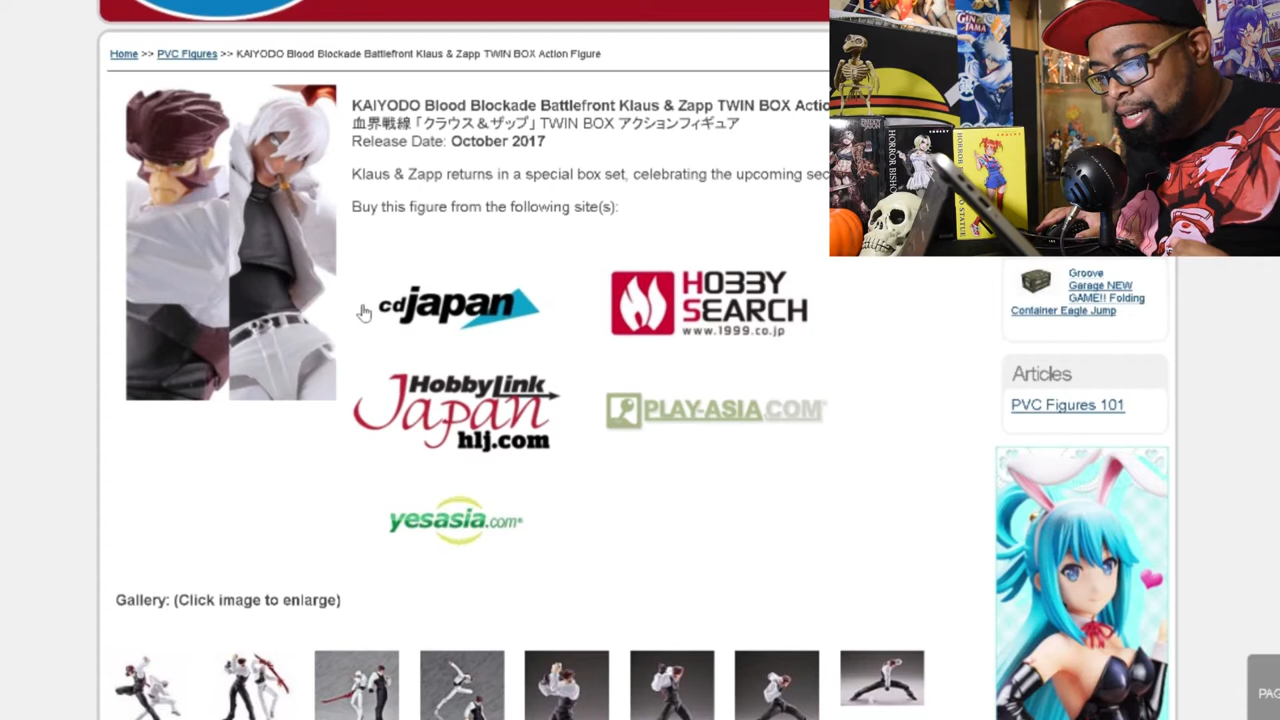 Home >> PVC Figures >> KAIYODO Blood Blockade Battlefront Klaus & Zapp TWIN BOX Action Figure
KAIYODO Blood Blockade Battlefront Klaus & Zapp TWIN BOX Actio
血界戦線「クラウス&ザップ」 TWIN BOX アクションフィギュア
Release Date: October 2017
Klaus & Zapp returns in a special box set, celebrating the upcoming sec
Buy this figure from the following site(s):
cdjapan
HOBBY SEARCH
www.1999.co.jp
HobbyLink
Japan
hlj.com
PLAY-ASIA.COM
yesasia.com
Gallery: (Click image to enlarge)
GINTAMA
Groove
Garage NEW
GAME!! Folding
Container Eagle Jump
Articles
PVC Figures 101
PAG